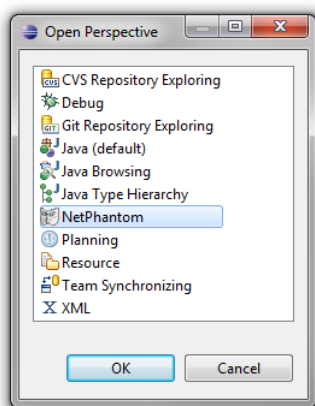 Open Perspective
CVS Repository Exploring
Debug
Git Repository Exploring
Java (default)
Java Browsing
Java Type Hierarchy
NetPhantom
Planning
Resource
Team Synchronizing
XML
OK Cancel